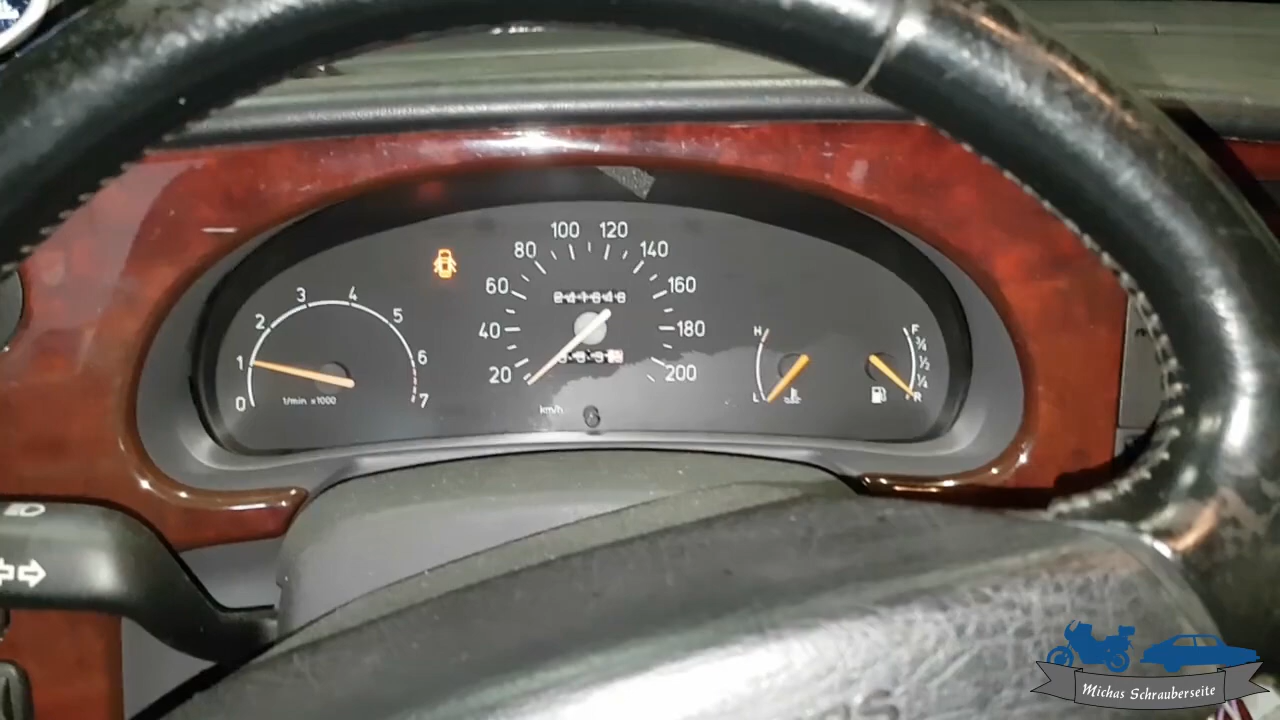 0 1 2 3 4 5 6 7
1/min x1000
20 40 60 80 100 120 140 160 180 200
km/h
H
L
F
¾
½
¼
R
Michas Schrauberseite